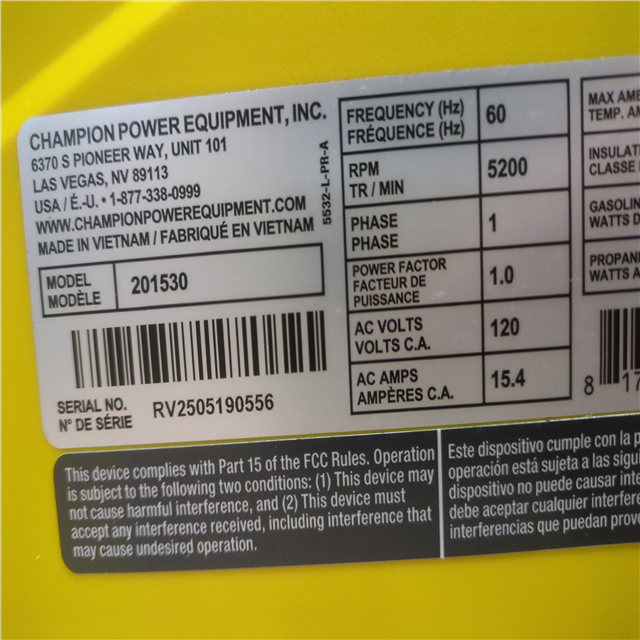 CHAMPION POWER EQUIPMENT, INC.
6370 S PIONEER WAY, UNIT 101
LAS VEGAS, NV 89113
USA / É.-U. • 1-877-338-0999
WWW.CHAMPIONPOWEREQUIPMENT.COM
MADE IN VIETNAM / FABRIQUÉ EN VIETNAM
5532-L-PR-A
MODEL
MODÈLE
201530
SERIAL NO.
N° DE SÉRIE
RV2505190556
FREQUENCY (Hz)
FRÉQUENCE (Hz)
60
RPM
TR / MIN
5200
PHASE
PHASE
1
POWER FACTOR
FACTEUR DE
PUISSANCE
1.0
AC VOLTS
VOLTS C.A.
120
AC AMPS
AMPÈRES C.A.
15.4
MAX AMB
TEMP. AM
INSULAT
CLASSE
GASOLIN
WATTS D
PROPAN
WATTS A
8 17
This device complies with Part 15 of the FCC Rules. Operation
is subject to the following two conditions: (1) This device may
not cause harmful interference, and (2) This device must
accept any interference received, including interference that
may cause undesired operation.
Este dispositivo cumple con la p
operación está sujeta a las sigui
dispositivo no puede causar inte
debe aceptar cualquier interfer
interferencias que puedan provo